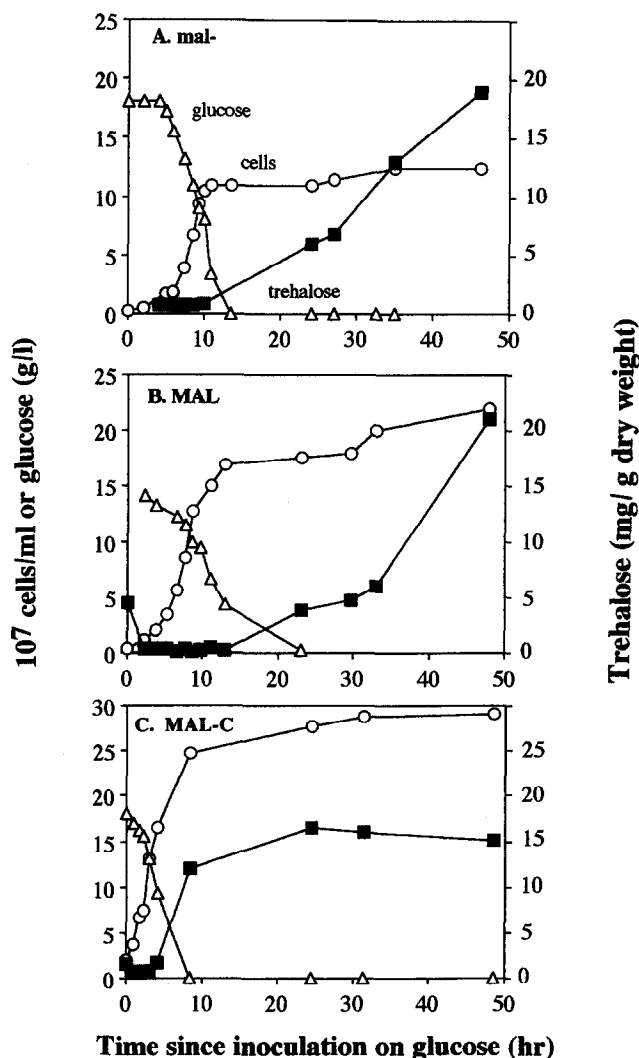 A. mal-
glucose
cells
trehalose
25
20
15
10
5
0
20
15
10
5
0
0 10 20 30 40 50
B. MAL
25
20
15
10
5
0
20
15
10
5
0
0 10 20 30 40 50
C. MAL-C
30
25
20
15
10
5
0
25
20
15
10
5
0
0 10 20 30 40 50
10⁷ cells/ml or glucose (g/l)
Trehalose (mg/ g dry weight)
Time since inoculation on glucose (hr)